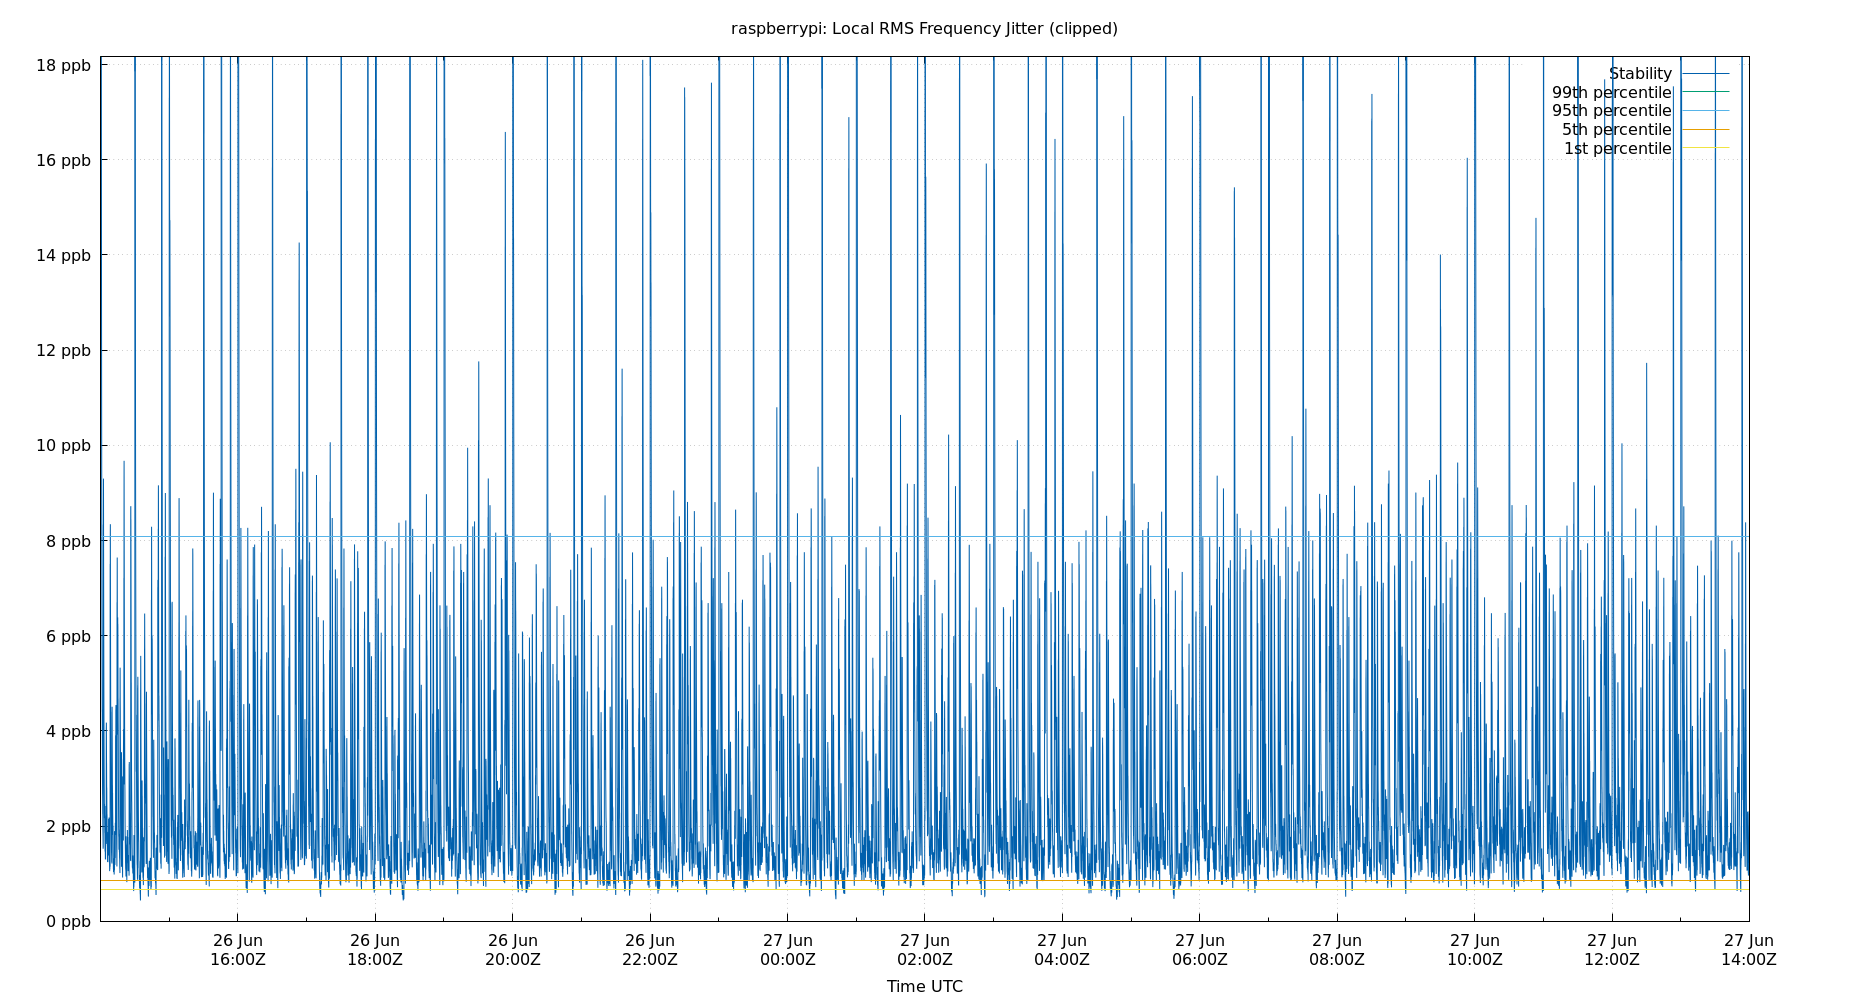 raspberrypi: Local RMS Frequency Jitter (clipped)
18 ppb
16 ppb
14 ppb
12 ppb
10 ppb
8 ppb
6 ppb
4 ppb
2 ppb
0 ppb
Stability
99th percentile
95th percentile
5th percentile
1st percentile
26 Jun 26 Jun 26 Jun 26 Jun 27 Jun 27 Jun 27 Jun 27 Jun 27 Jun 27 Jun 27 Jun 27 Jun
16:00Z 18:00Z 20:00Z 22:00Z 00:00Z 02:00Z 04:00Z 06:00Z 08:00Z 10:00Z 12:00Z 14:00Z
Time UTC